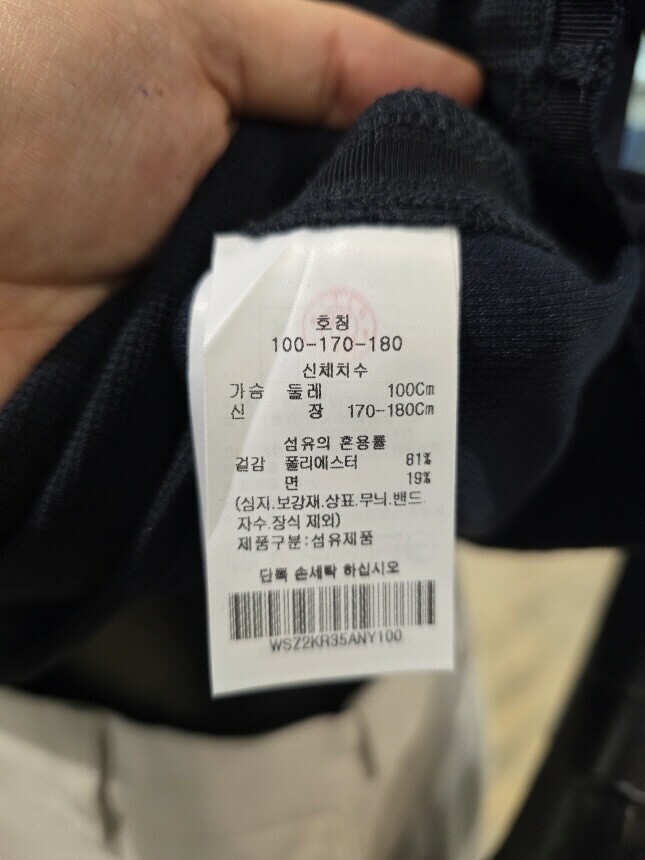 호칭
100-170-180
신체치수
가슴 둘레 100Cm
신 장 170-180Cm
섬유의 혼용률
겉감 폴리에스터 81%
면 19%
(심지.보강재.상표.무늬.밴드.
자수.장식 제외)
제품구분:섬유제품
단독 손세탁 하십시오
WSZ2KR35ANY100